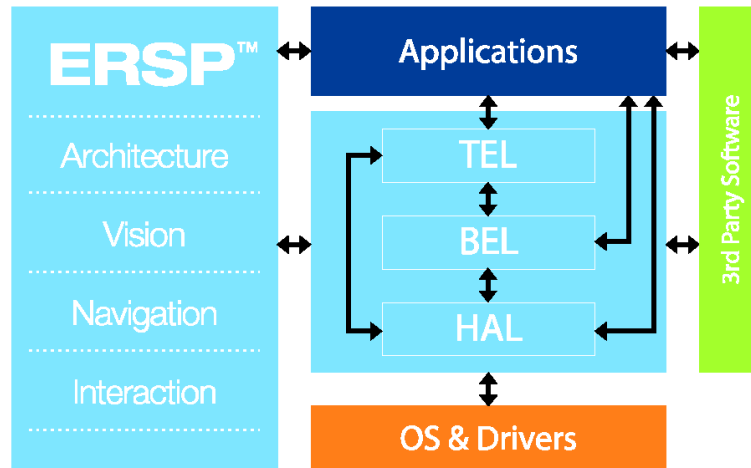 ERSP™
Architecture
Vision
Navigation
Interaction
Applications
TEL
BEL
HAL
OS & Drivers
3rd Party Software